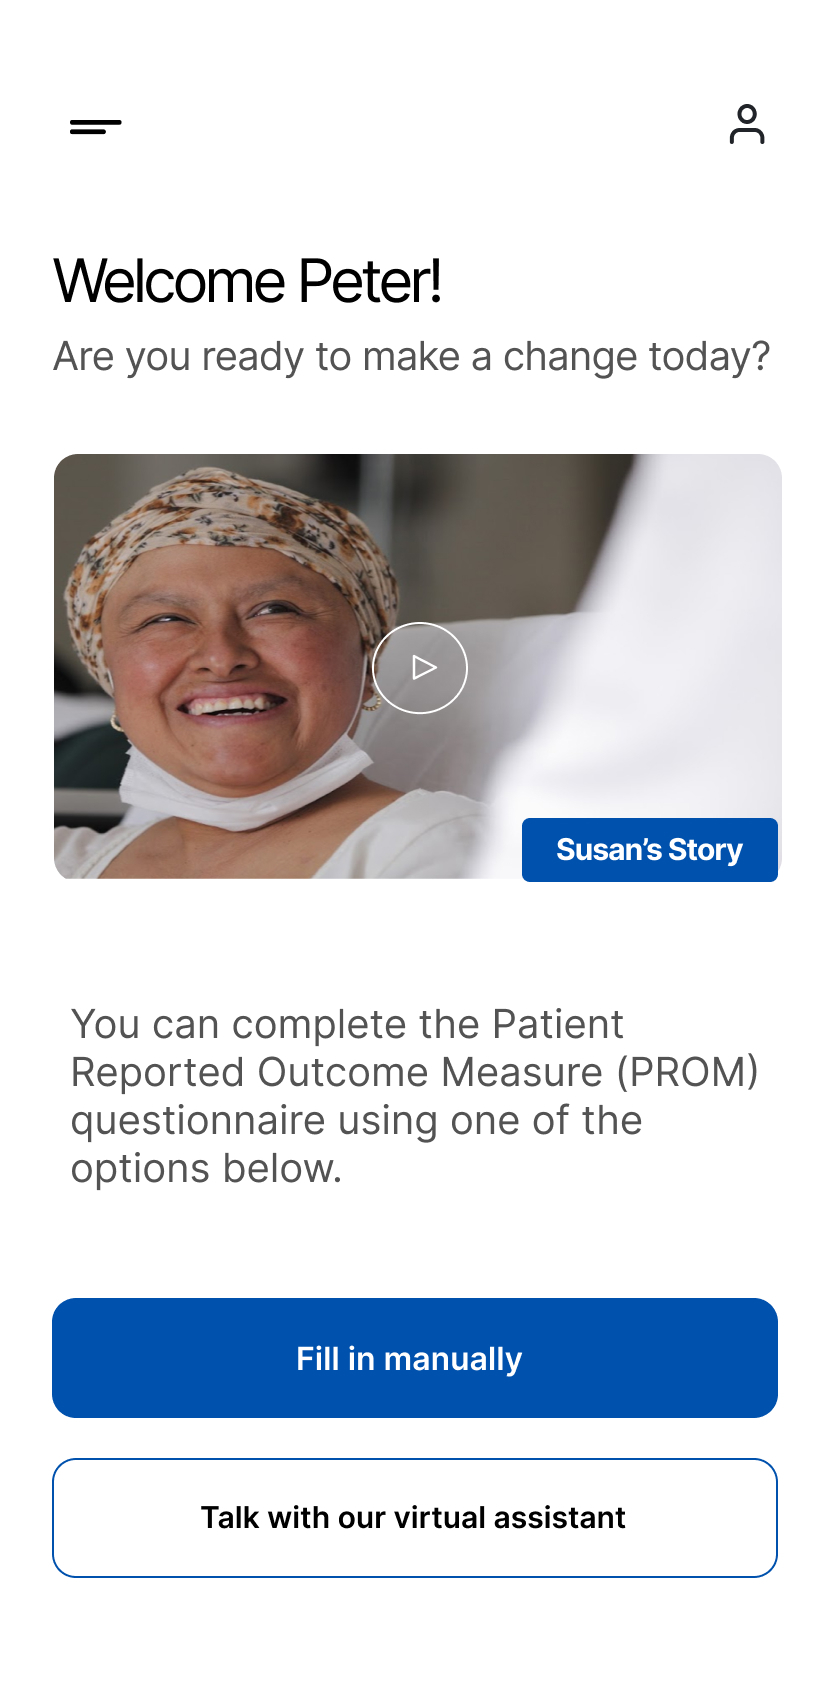 Welcome Peter!
Are you ready to make a change today?
Susan’s Story
You can complete the Patient
Reported Outcome Measure (PROM)
questionnaire using one of the
options below.
Fill in manually
Talk with our virtual assistant